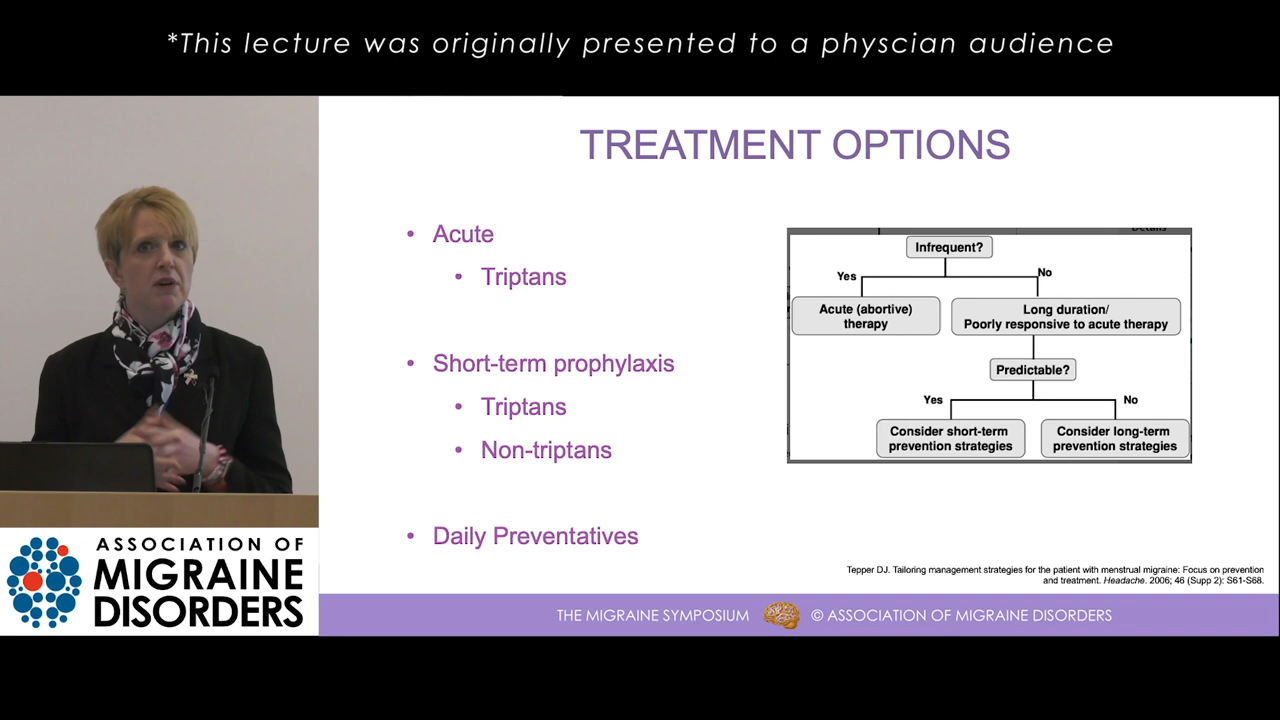 *This lecture was originally presented to a physcian audience
TREATMENT OPTIONS
• Acute
• Triptans
• Short-term prophylaxis
• Triptans
• Non-triptans
• Daily Preventatives
Details
Infrequent?
Yes
No
Acute (abortive)
therapy
Long duration/
Poorly responsive to acute therapy
Predictable?
Yes
No
Consider short-term
prevention strategies
Consider long-term
prevention strategies
Tepper DJ. Tailoring management strategies for the patient with menstrual migraine: Focus on prevention
and treatment. Headache. 2006; 46 (Supp 2): S61-S68.
ASSOCIATION OF
MIGRAINE
DISORDERS
THE MIGRAINE SYMPOSIUM © ASSOCIATION OF MIGRAINE DISORDERS